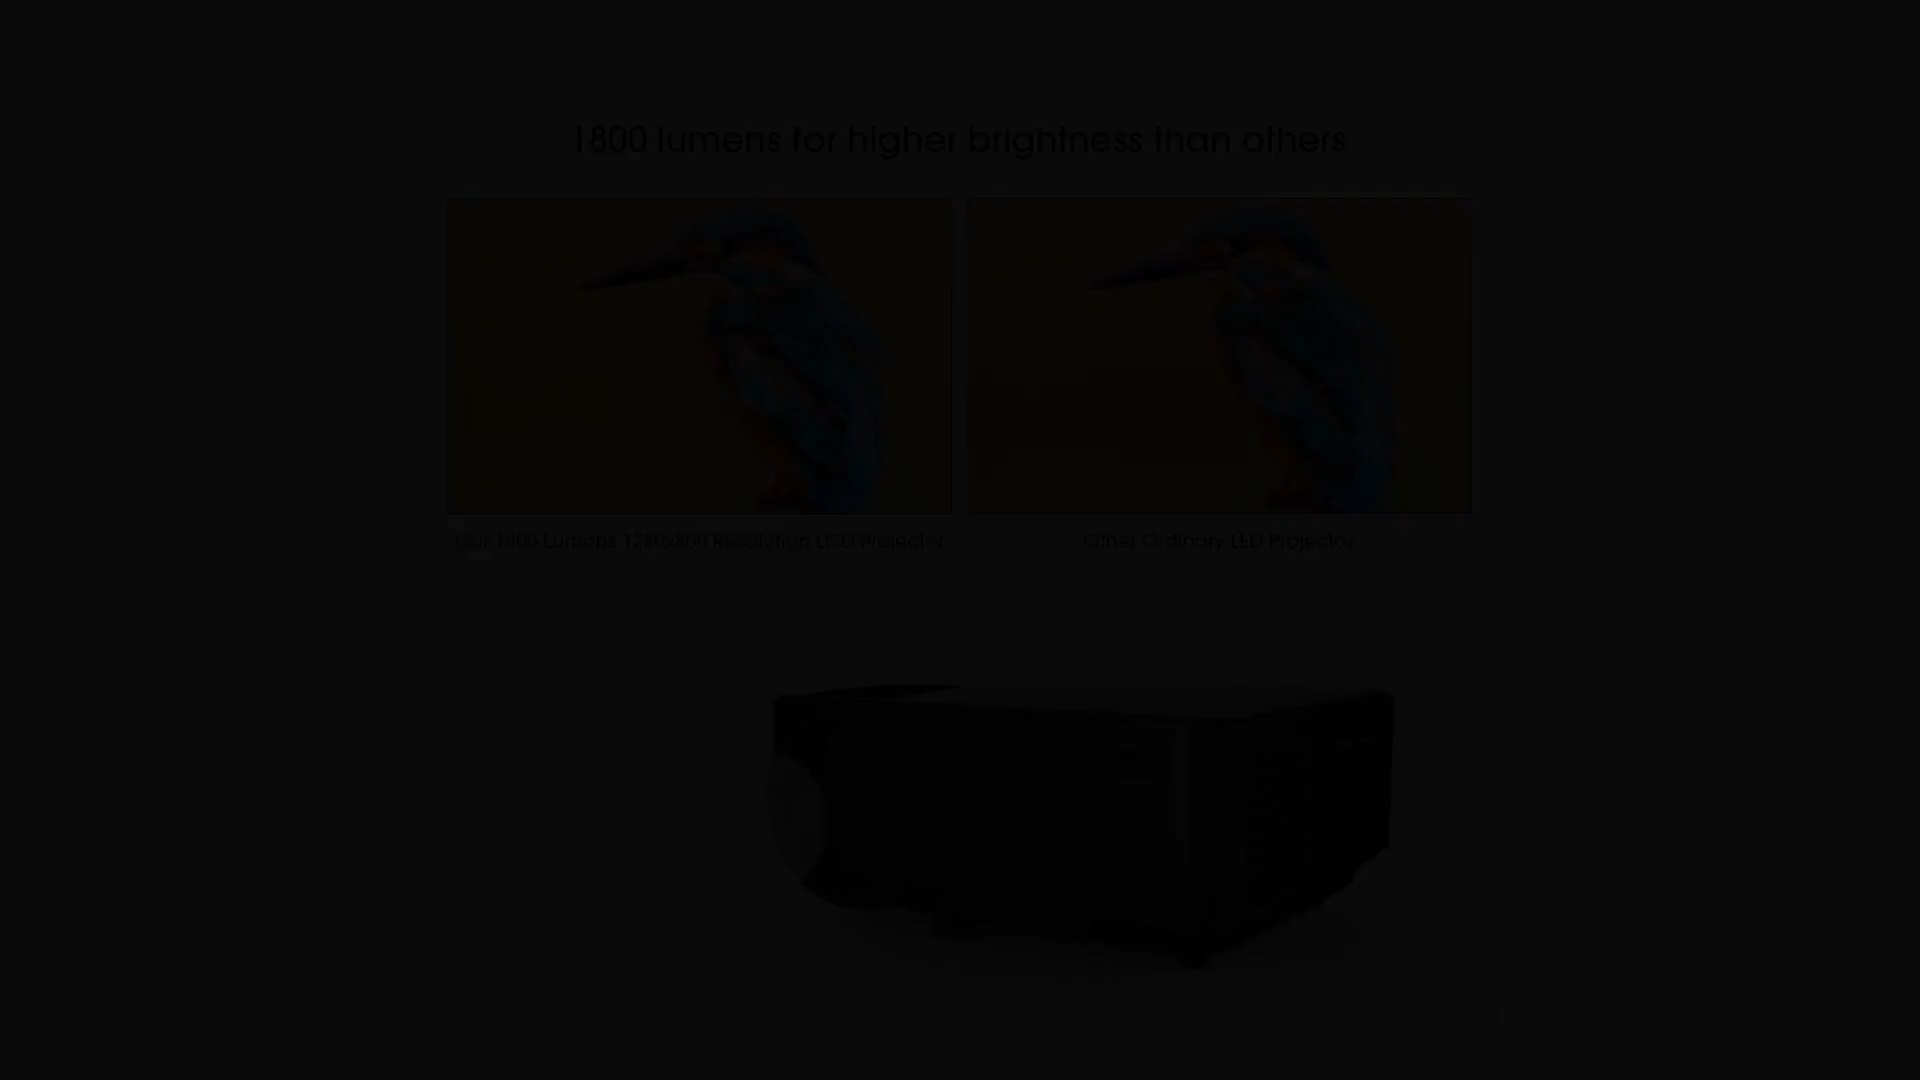 1800 lumens for higher brightness than others
Our 1800 Lumens 1280x800 Resolution LCD Projector
Other Ordinary LED Projector